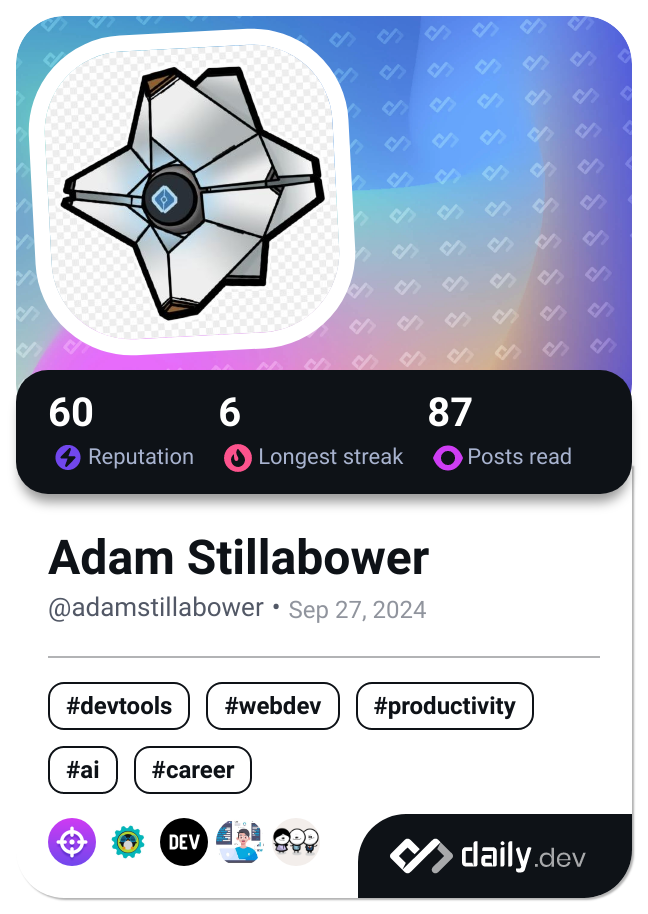 60 6 87
Reputation Longest streak Posts read
Adam Stillabower
@adamstillabower • Sep 27, 2024
#devtools #webdev #productivity
#ai #career
DEV
daily.dev